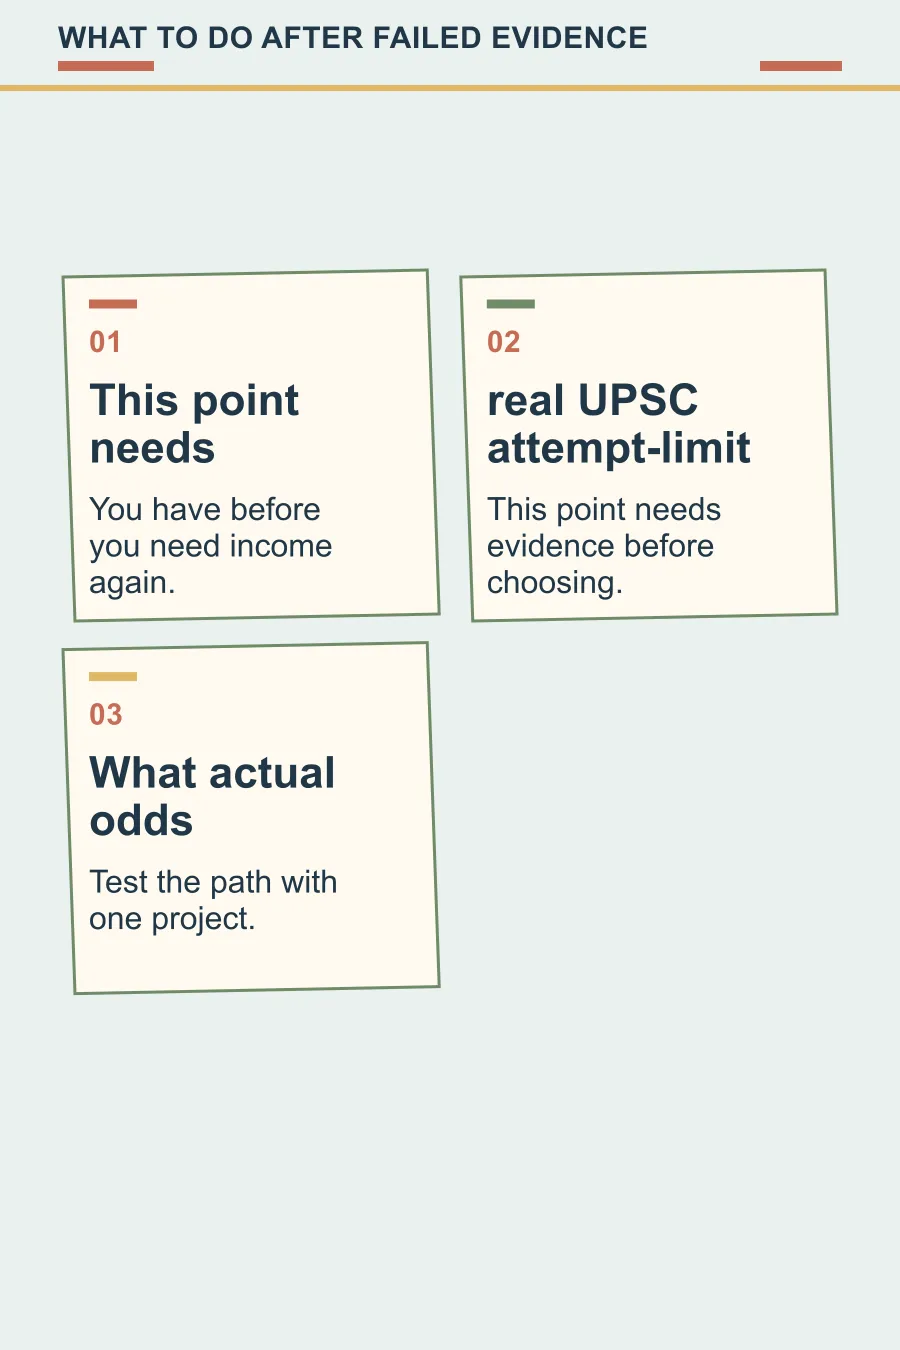 WHAT TO DO AFTER FAILED EVIDENCE
01
This point
needs
You have before
you need income
again.
02
real UPSC
attempt-limit
This point needs
evidence before
choosing.
03
What actual
odds
Test the path with
one project.